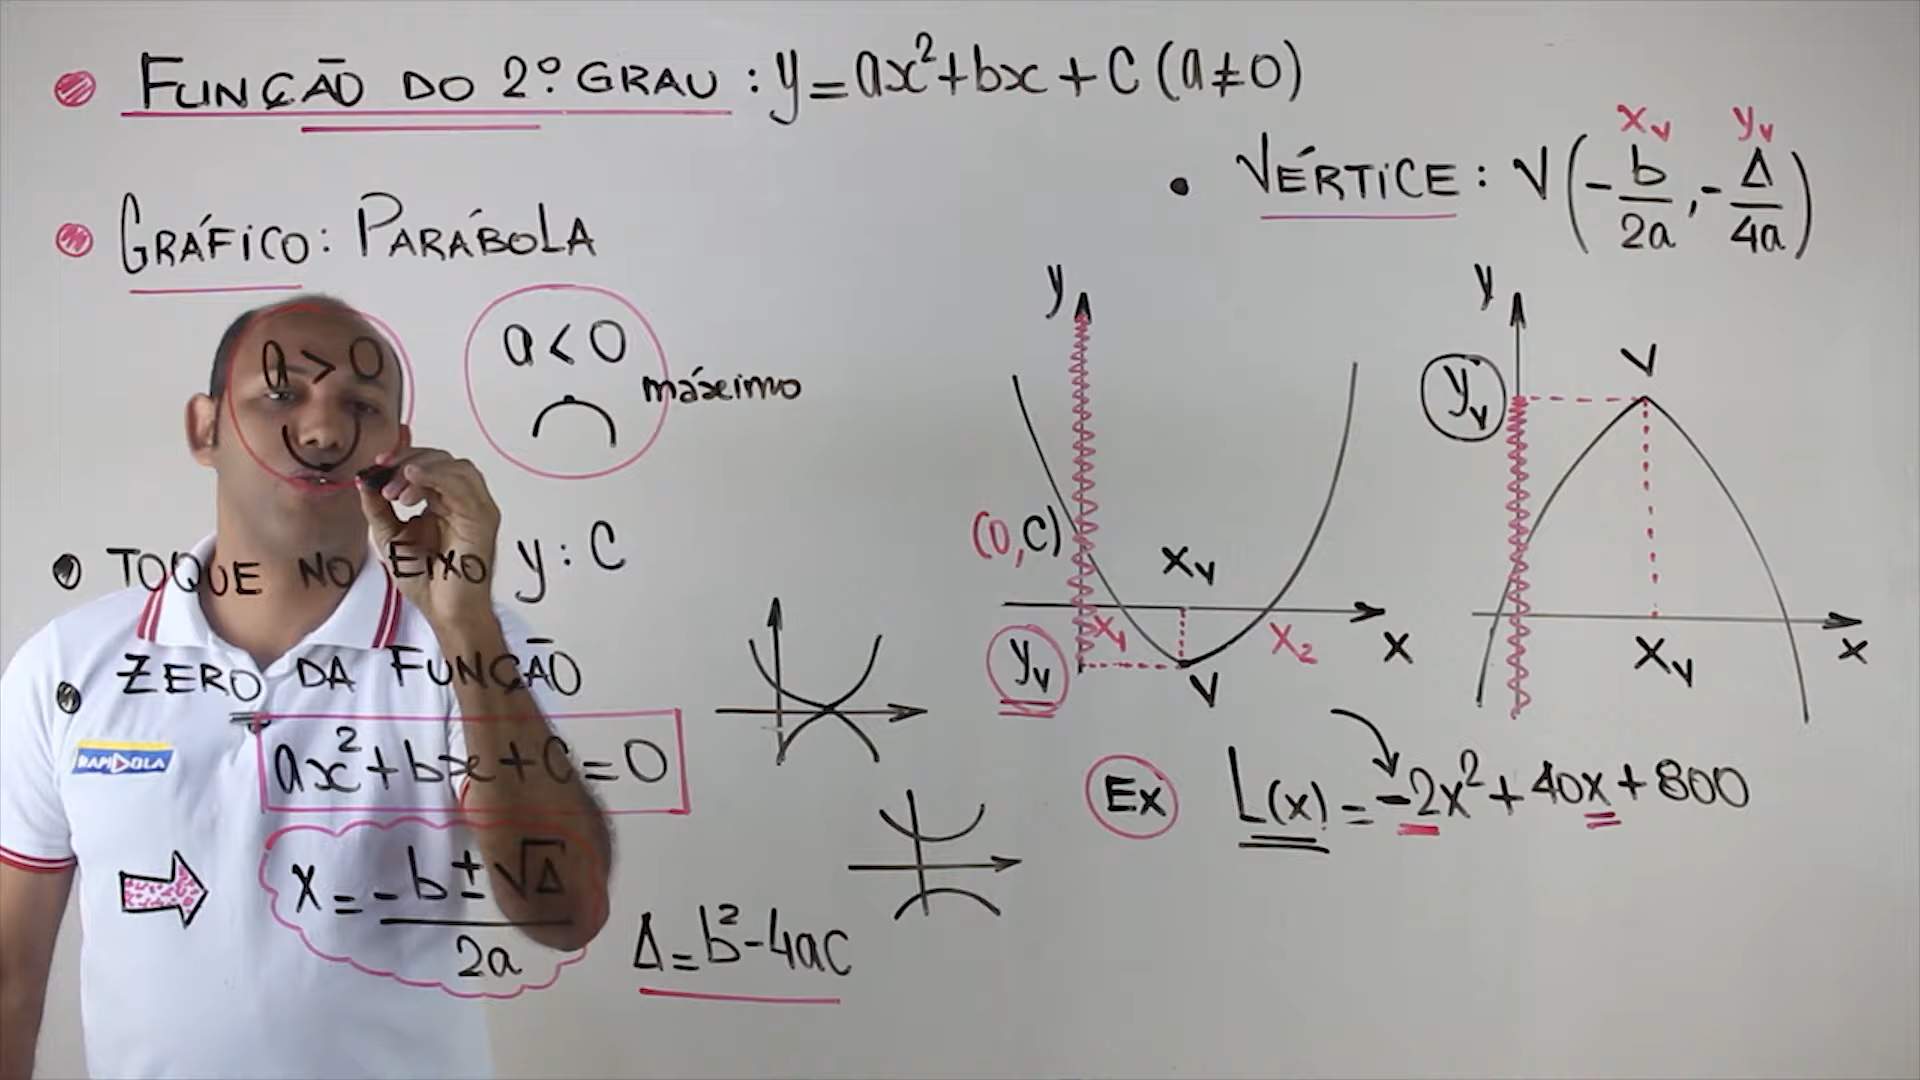 FUNÇÃO DO 2º GRAU : y = ax² + bx + C (a ≠ 0)
GRÁFICO: PARÁBOLA
a > 0
a < 0
máximo
TOQUE NO EIXO y : C
ZERO DA FUNÇÃO
ax² + bx + C = 0
x = -b ± √Δ / 2a
Δ = b² - 4ac
RAPIDOLA
xᵥ yᵥ
• VÉRTICE: V(-b/2a, -Δ/4a)
y
(0, C)
xᵥ
x₁
x₂
x
yᵥ
V
y
V
yᵥ
xᵥ
x
Ex L(x) = -2x² + 40x + 800